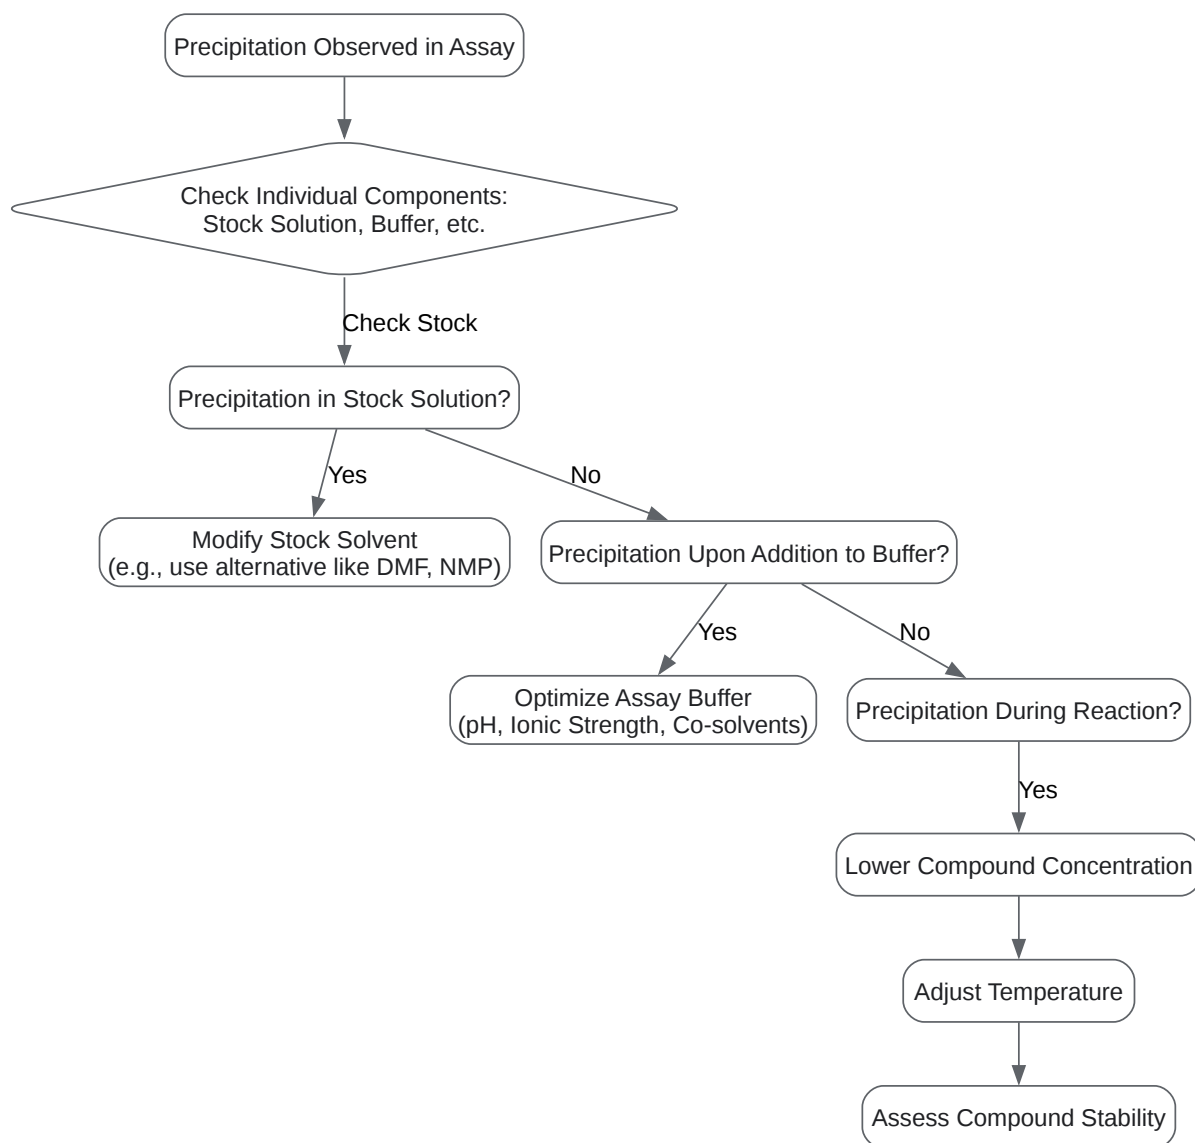 Precipitation Observed in Assay
Check Individual Components:
Stock Solution, Buffer, etc.
Check Stock
Precipitation in Stock Solution?
Yes
No
Modify Stock Solvent
(e.g., use alternative like DMF, NMP)
Precipitation Upon Addition to Buffer?
Yes
No
Optimize Assay Buffer
(pH, Ionic Strength, Co-solvents)
Precipitation During Reaction?
Yes
Lower Compound Concentration
Adjust Temperature
Assess Compound Stability